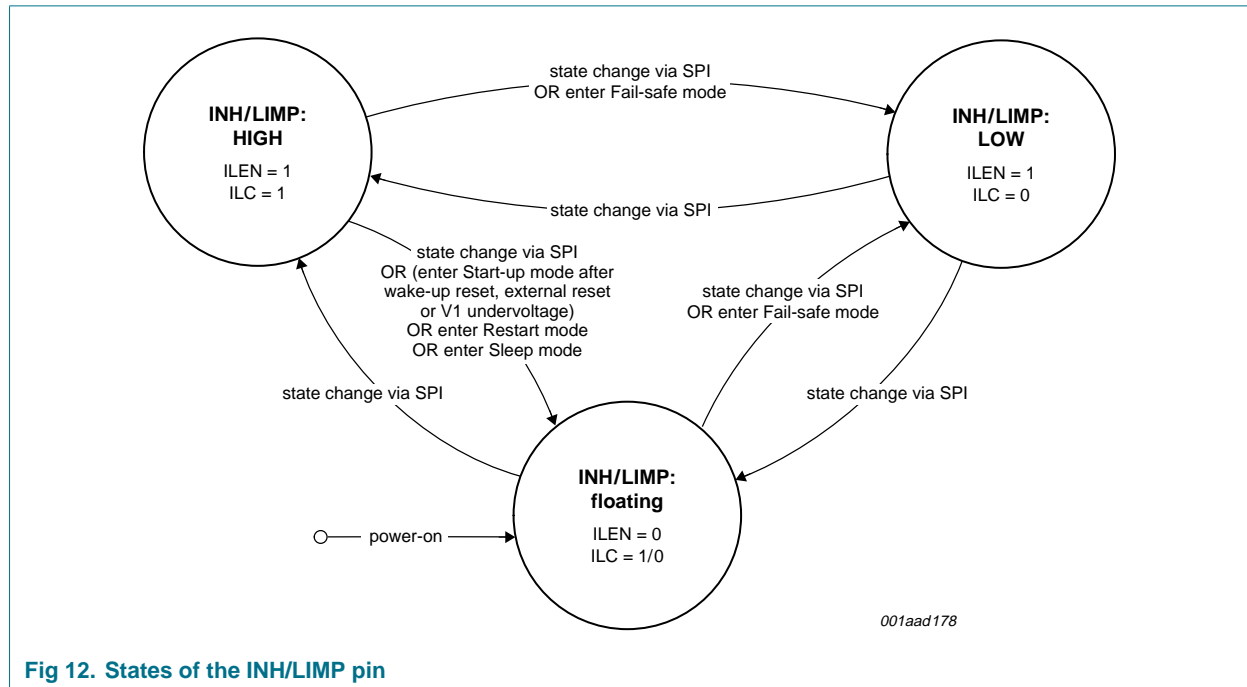 state change via SPI
OR enter Fail-safe mode
INH/LIMP:
HIGH
ILEN = 1
ILC = 1
INH/LIMP:
LOW
ILEN = 1
ILC = 0
state change via SPI
state change via SPI
OR (enter Start-up mode after
wake-up reset, external reset
or V1 undervoltage)
OR enter Restart mode
OR enter Sleep mode
state change via SPI
OR enter Fail-safe mode
state change via SPI
state change via SPI
INH/LIMP:
floating
ILEN = 0
ILC = 1/0
power-on
001aad178
Fig 12. States of the INH/LIMP pin